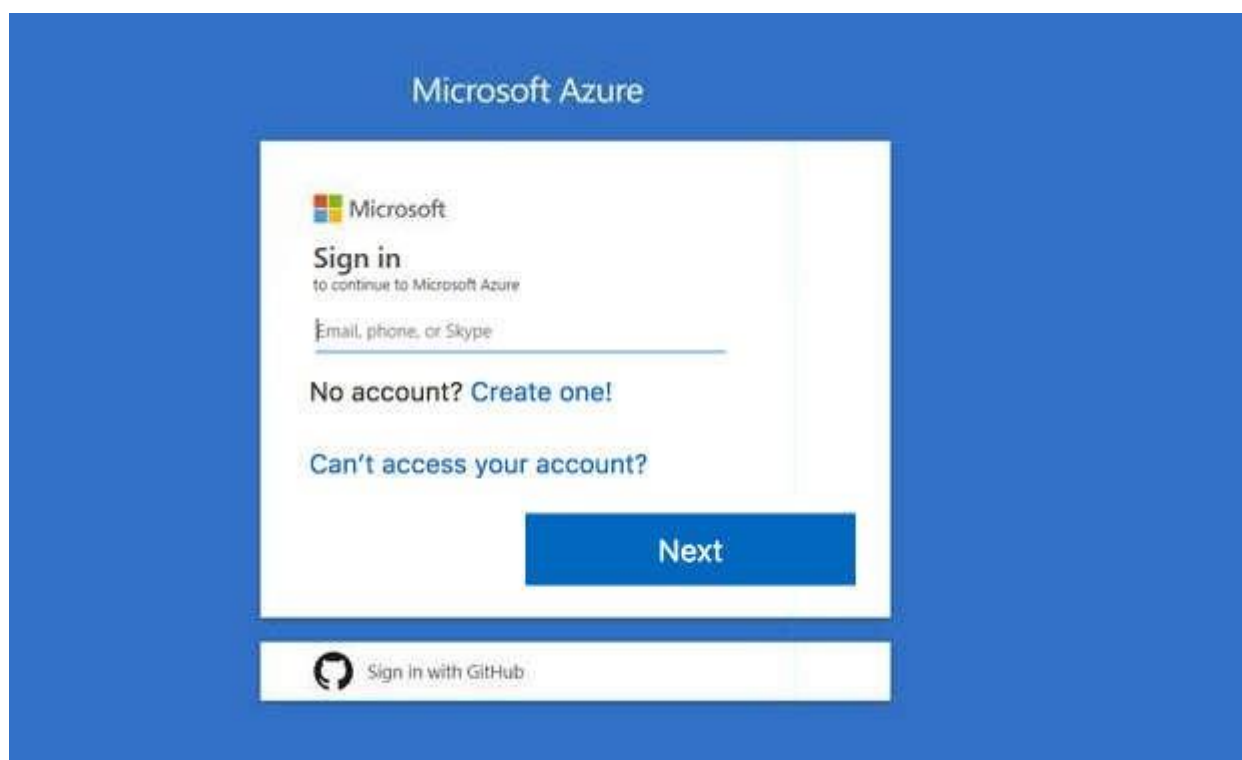 Microsoft Azure
Microsoft
Sign in
to continue to Microsoft Azure
Email, phone, or Skype
No account? Create one!
Can't access your account?
Next
Sign in with GitHub